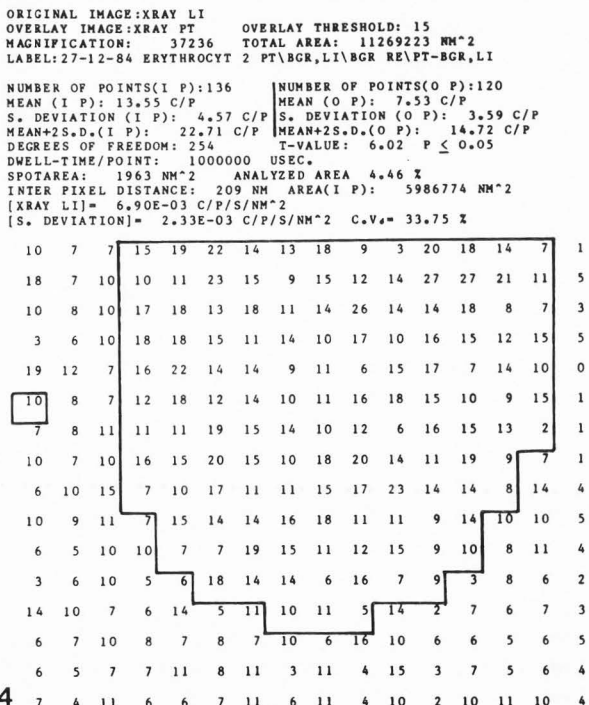 ORIGINAL IMAGE:XRAY LI
OVERLAY IMAGE:XRAY PT OVERLAY THRESHOLD: 15
MAGNIFICATION: 37236 TOTAL AREA: 11269223 NM^2
LABEL:27-12-84 ERYTHROCYT 2 PT\BGR,LI\BGR RE\PT-BGR,LI
NUMBER OF POINTS(I P):136 NUMBER OF POINTS(O P):120
MEAN (I P): 13.55 C/P MEAN (O P): 7.53 C/P
S. DEVIATION (I P): 4.57 C/P S. DEVIATION (O P): 3.59 C/P
MEAN+2S.D.(I P): 22.71 C/P MEAN+2S.D.(O P): 14.72 C/P
DEGREES OF FREEDOM: 254 T-VALUE: 6.02 P ≤ 0.05
DWELL-TIME/POINT: 1000000 USEC.
SPOTAREA: 1963 NM^2 ANALYZED AREA 4.46 %
INTER PIXEL DISTANCE: 209 NM AREA(I P): 5986774 NM^2
[XRAY LI]= 6.90E-03 C/P/S/NM^2
[S. DEVIATION]= 2.33E-03 C/P/S/NM^2 C.V.= 33.75 %
10 7 7 15 19 22 14 13 18 9 3 20 18 14 7 1
18 7 10 10 11 23 15 9 15 12 14 27 27 21 11 5
10 8 10 17 18 13 18 11 14 26 14 14 18 8 7 3
3 6 10 18 18 15 11 14 10 17 10 16 15 12 15 5
19 12 7 16 22 14 14 9 11 6 15 17 7 14 10 0
10 8 7 12 18 12 14 10 11 16 18 15 10 9 15 1
7 8 11 11 11 19 15 14 10 12 6 16 15 13 2 1
10 7 10 16 15 20 15 10 18 20 14 11 19 9 7 1
6 10 15 7 10 17 11 11 15 17 23 14 14 8 14 4
10 9 11 7 15 14 14 16 18 11 11 9 14 10 10 5
6 5 10 10 7 7 19 15 11 12 15 9 10 8 11 4
3 6 10 5 6 18 14 14 6 16 7 9 3 8 6 2
14 10 7 6 14 5 11 10 11 5 14 2 7 6 7 3
6 7 10 8 7 8 7 10 6 16 10 6 6 5 6 5
6 5 7 7 11 8 11 3 11 4 15 3 7 5 6 4
4 7 4 11 6 6 7 11 6 11 4 10 2 10 11 10 4